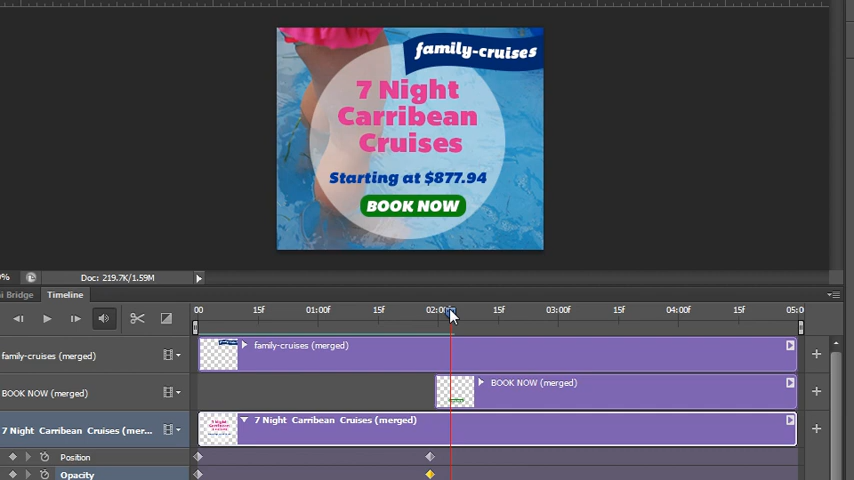 family-cruises
7 Night
Carribean
Cruises
Starting at $877.94
BOOK NOW
0%
Doc: 219.7K/1.59M
ni Bridge
Timeline
00
15f
01:00f
15f
02:00f
15f
03:00f
15f
04:00f
15f
05:0
family-cruises (merged)
family-cruises (merged)
BOOK NOW (merged)
BOOK NOW (merged)
7 Night Carribean Cruises (mer...
7 Night Carribean Cruises (merged)
Position
Opacity